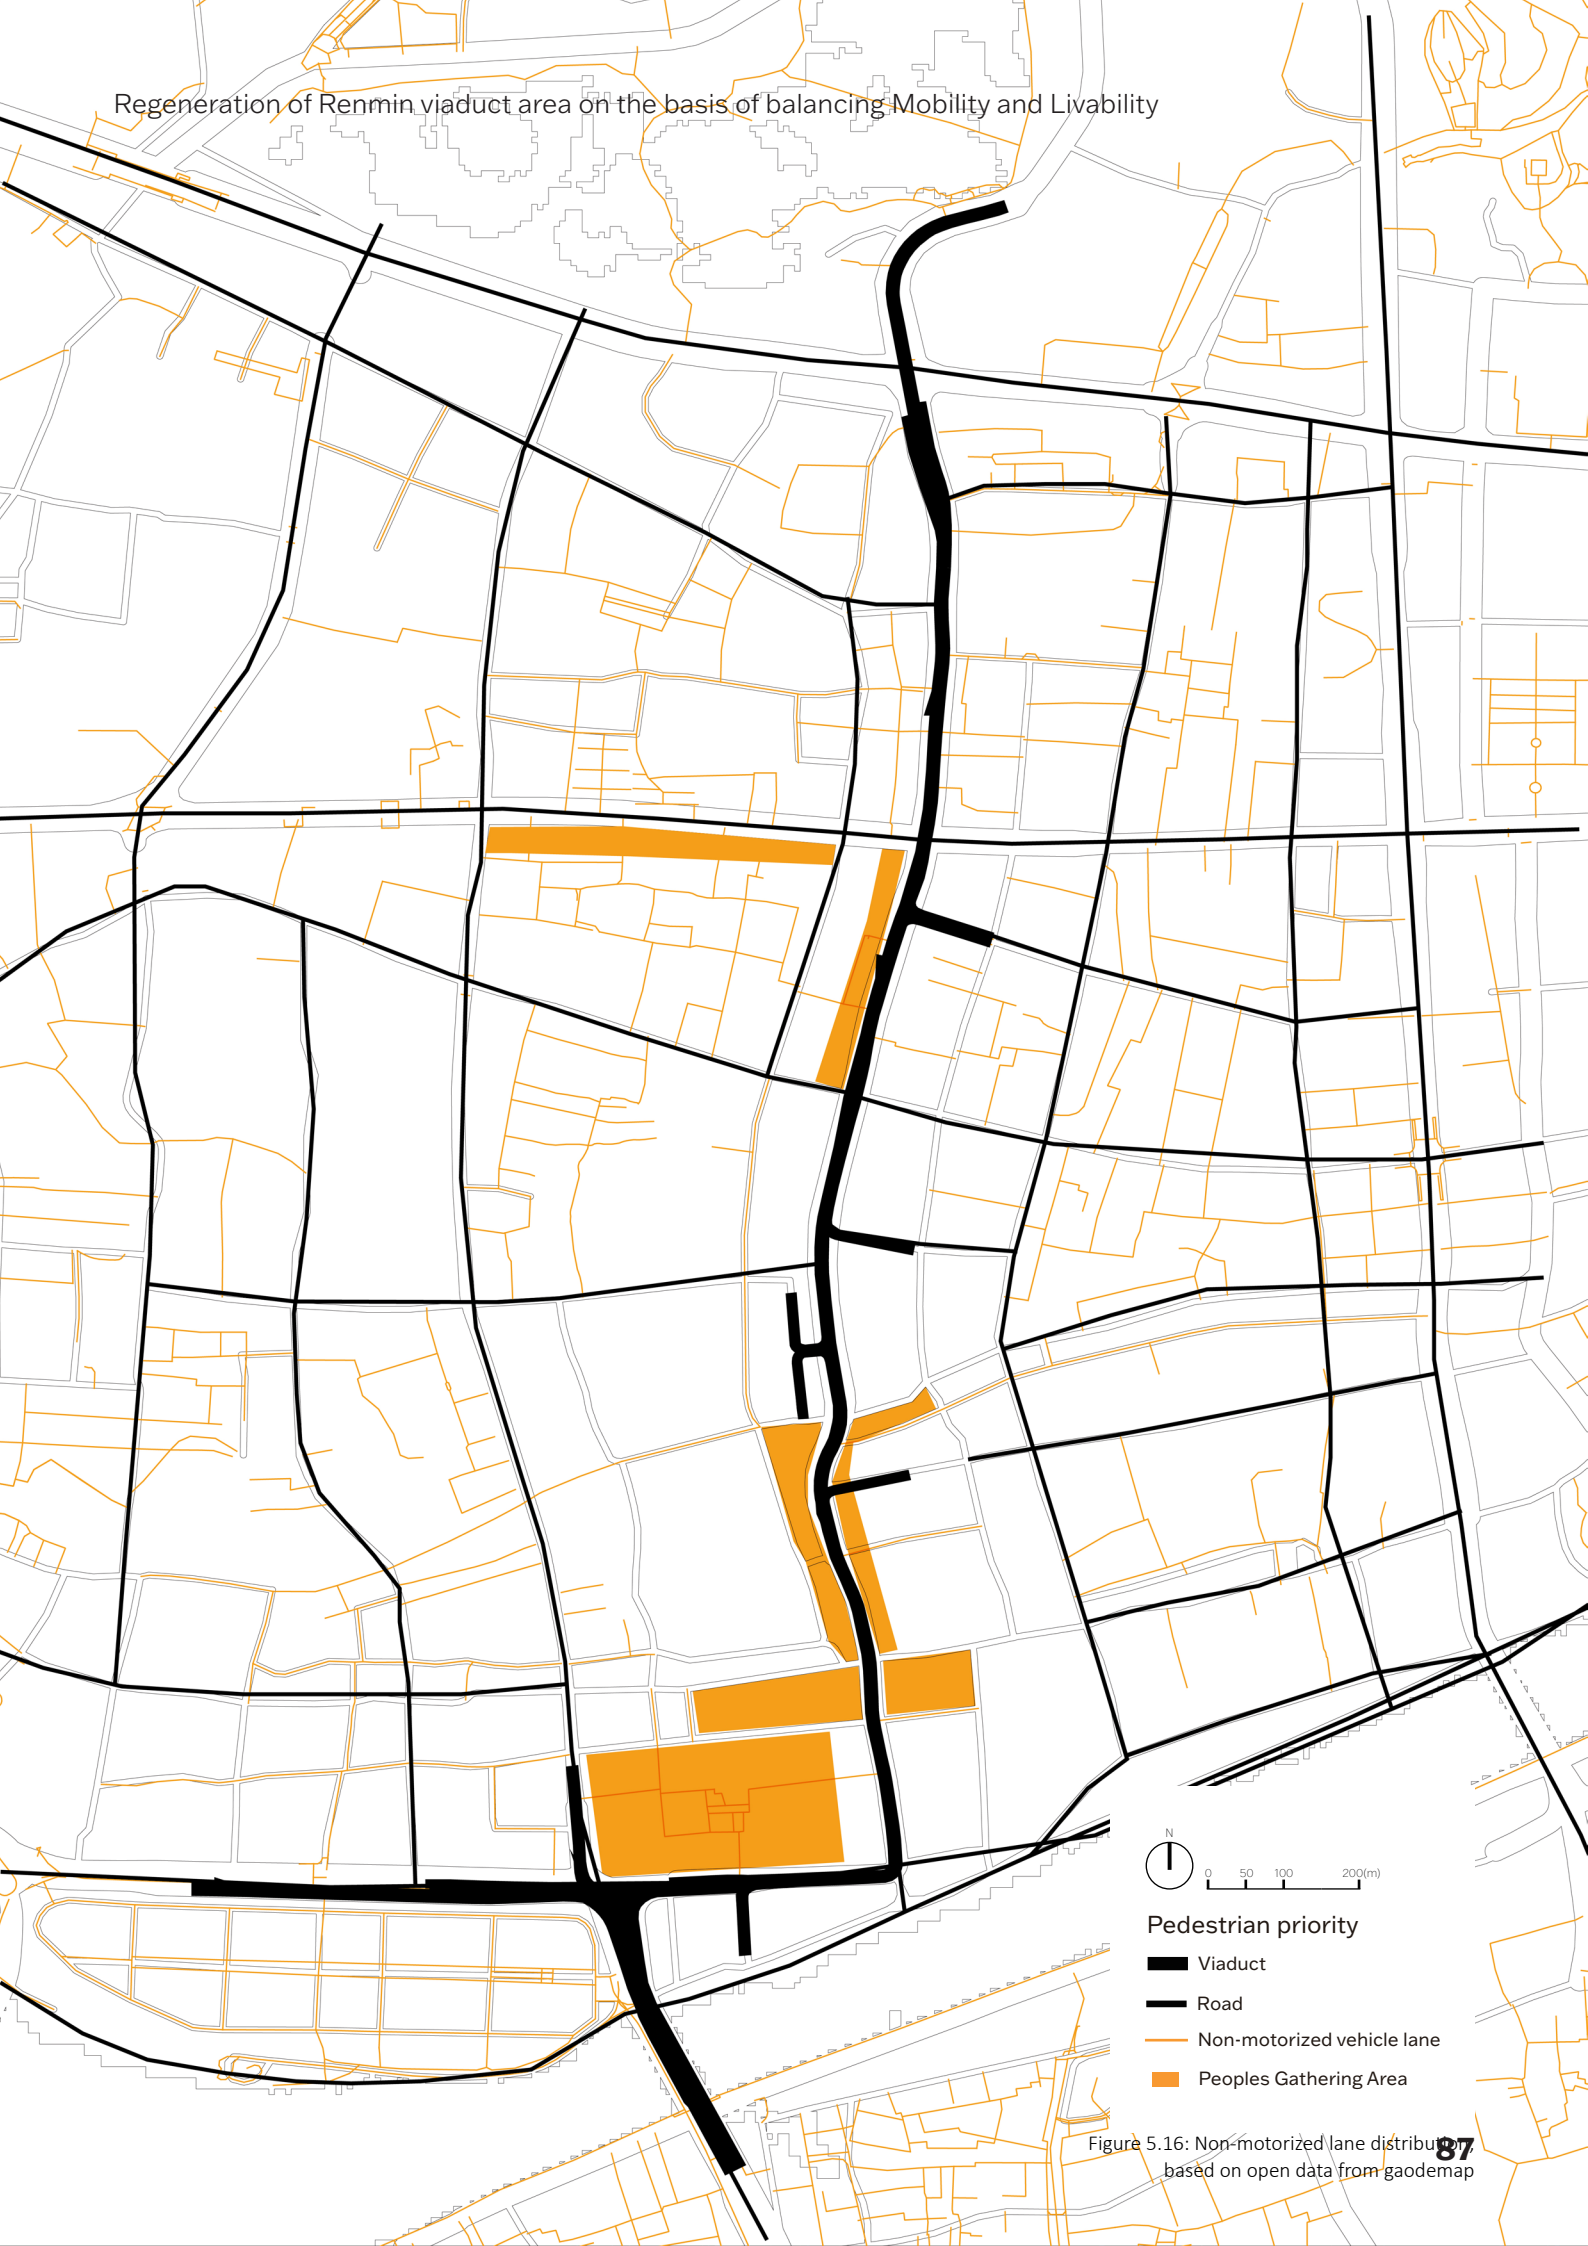 Regeneration of Renmin viaduct area on the basis of balancing Mobility and Livability
N
0 50 100 200(m)
Pedestrian priority
Viaduct
Road
Non-motorized vehicle lane
Peoples Gathering Area
Figure 5.16: Non-motorized lane distribution,
87
based on open data from gaodemap